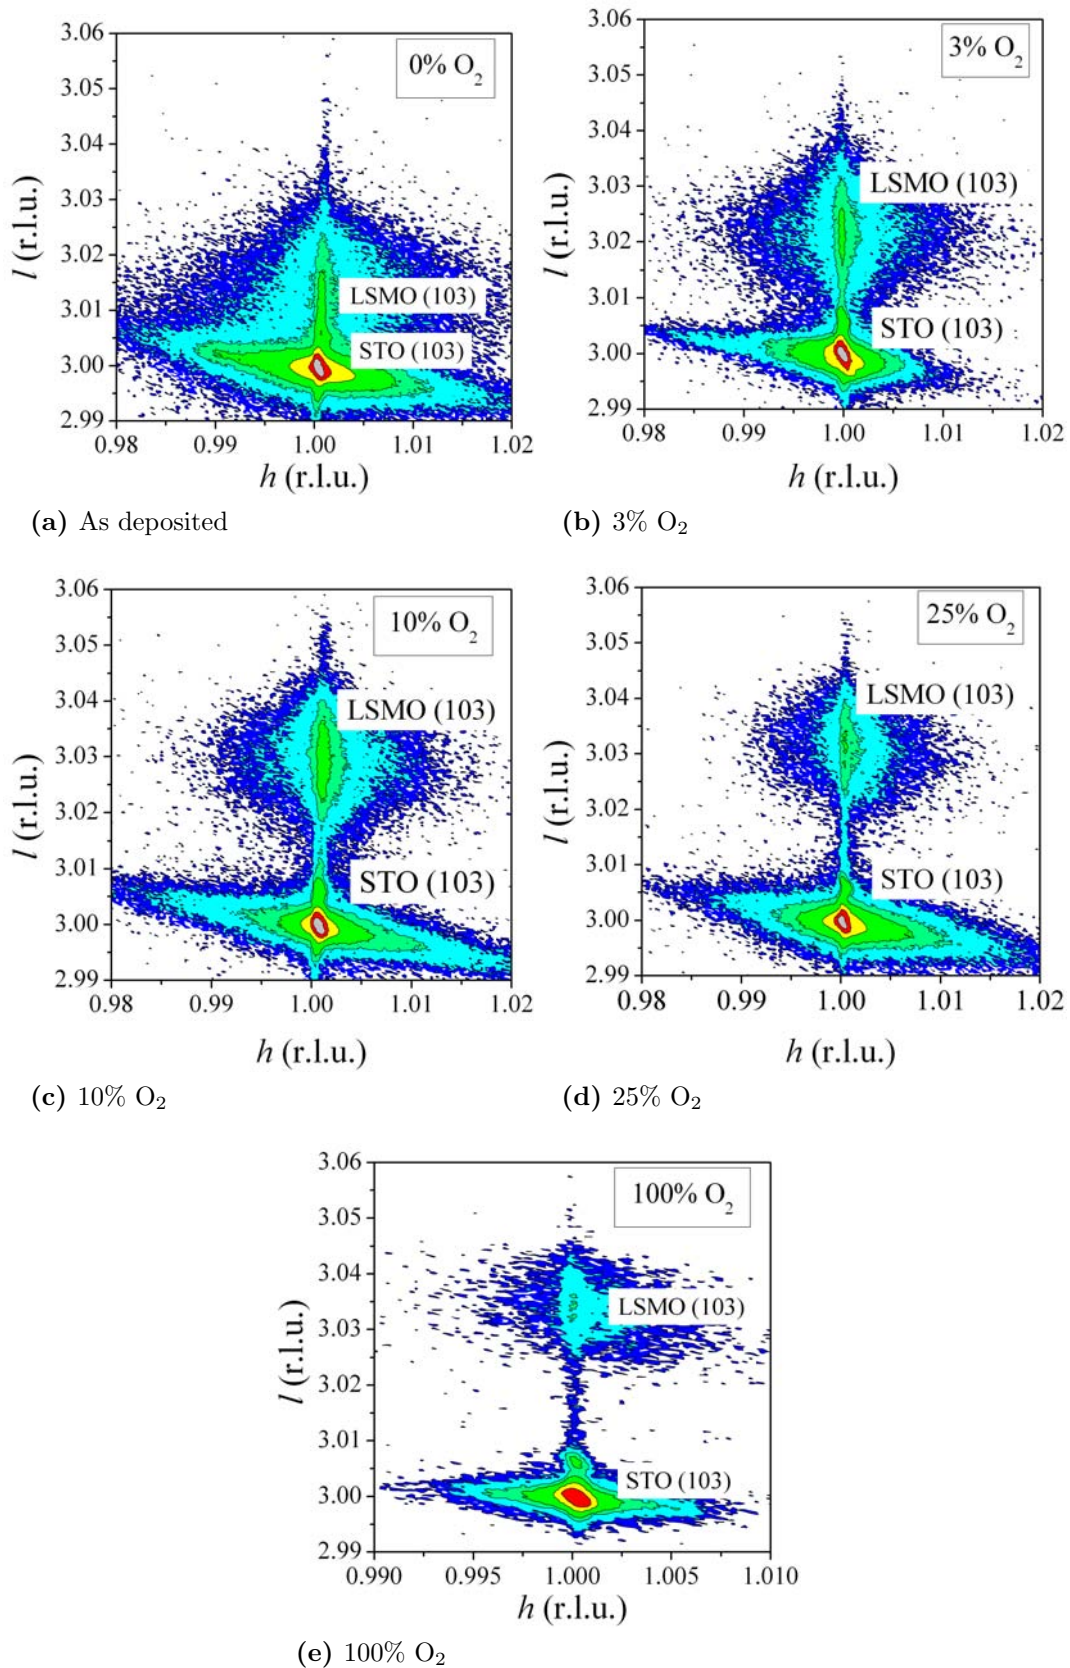 0% O2
3.06
3.05
3.04
3.03
3.02
3.01
3.00
2.99
l (r.l.u.)
LSMO (103)
STO (103)
0.98 0.99 1.00 1.01 1.02
h (r.l.u.)
(a) As deposited
3% O2
3.06
3.05
3.04
3.03
3.02
3.01
3.00
2.99
l (r.l.u.)
LSMO (103)
STO (103)
0.98 0.99 1.00 1.01 1.02
h (r.l.u.)
(b) 3% O2
10% O2
3.06
3.05
3.04
3.03
3.02
3.01
3.00
2.99
l (r.l.u.)
LSMO (103)
STO (103)
0.98 0.99 1.00 1.01 1.02
h (r.l.u.)
(c) 10% O2
25% O2
3.06
3.05
3.04
3.03
3.02
3.01
3.00
2.99
l (r.l.u.)
LSMO (103)
STO (103)
0.98 0.99 1.00 1.01 1.02
h (r.l.u.)
(d) 25% O2
100% O2
3.06
3.05
3.04
3.03
3.02
3.01
3.00
2.99
l (r.l.u.)
LSMO (103)
STO (103)
0.990 0.995 1.000 1.005 1.010
h (r.l.u.)
(e) 100% O2